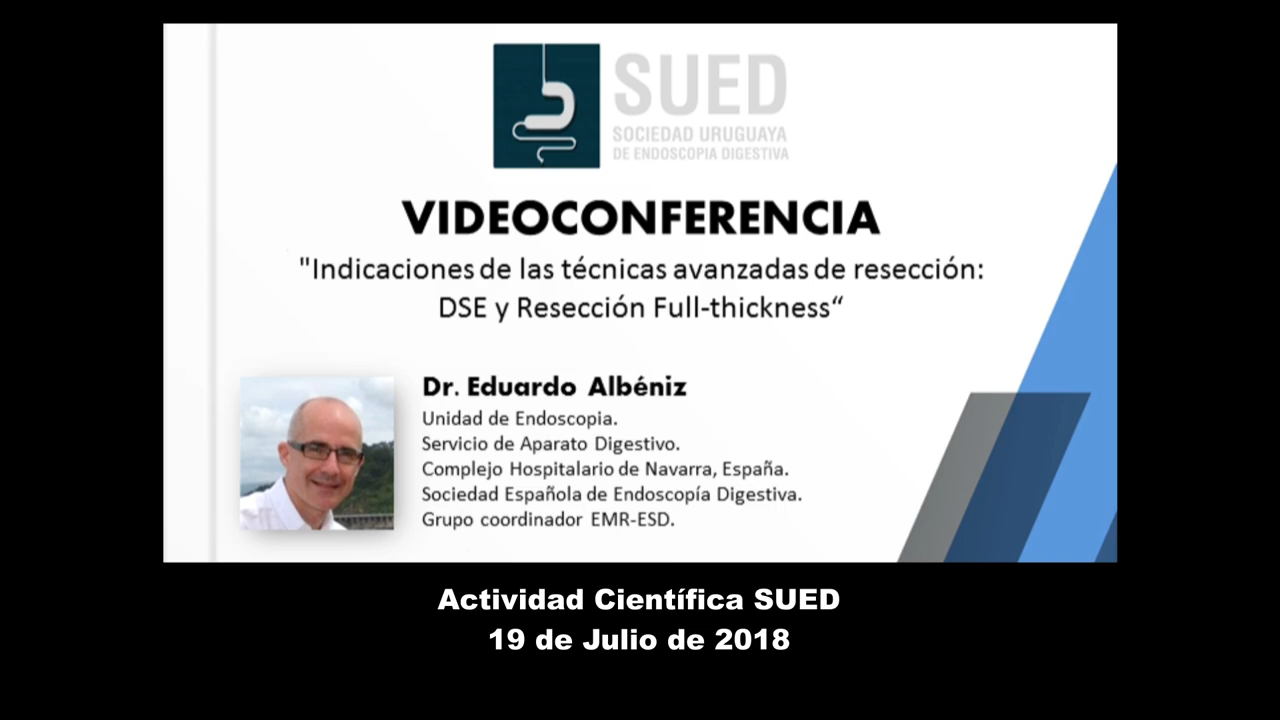 SUED
SOCIEDAD URUGUAYA
DE ENDOSCOPIA DIGESTIVA
VIDEOCONFERENCIA
"Indicaciones de las técnicas avanzadas de resección:
DSE y Resección Full-thickness“
Dr. Eduardo Albéniz
Unidad de Endoscopia.
Servicio de Aparato Digestivo.
Complejo Hospitalario de Navarra, España.
Sociedad Española de Endoscopía Digestiva.
Grupo coordinador EMR-ESD.
Actividad Científica SUED
19 de Julio de 2018